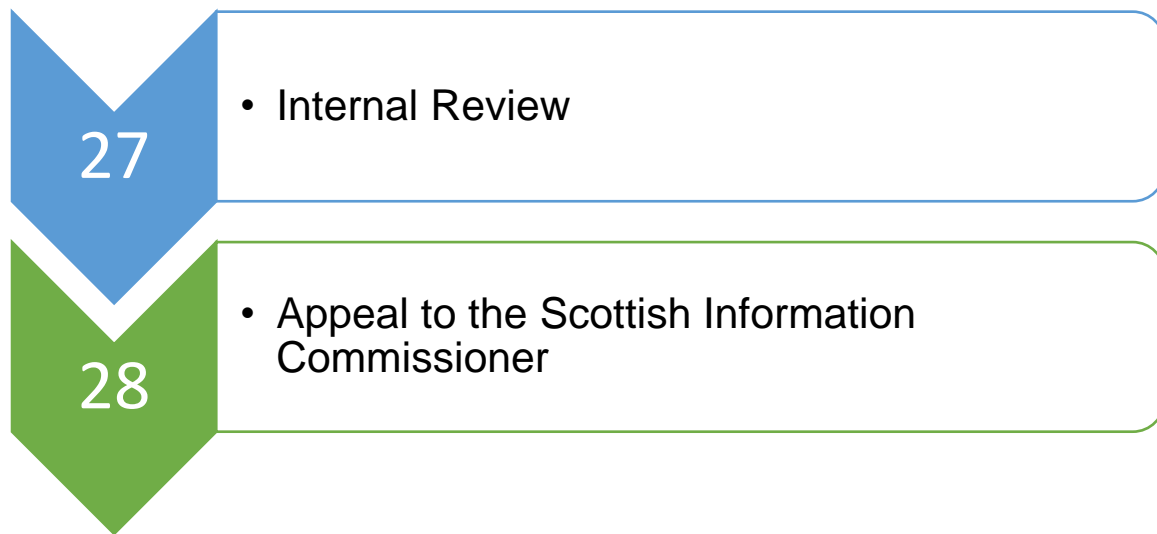 27
• Internal Review
28
• Appeal to the Scottish Information
Commissioner